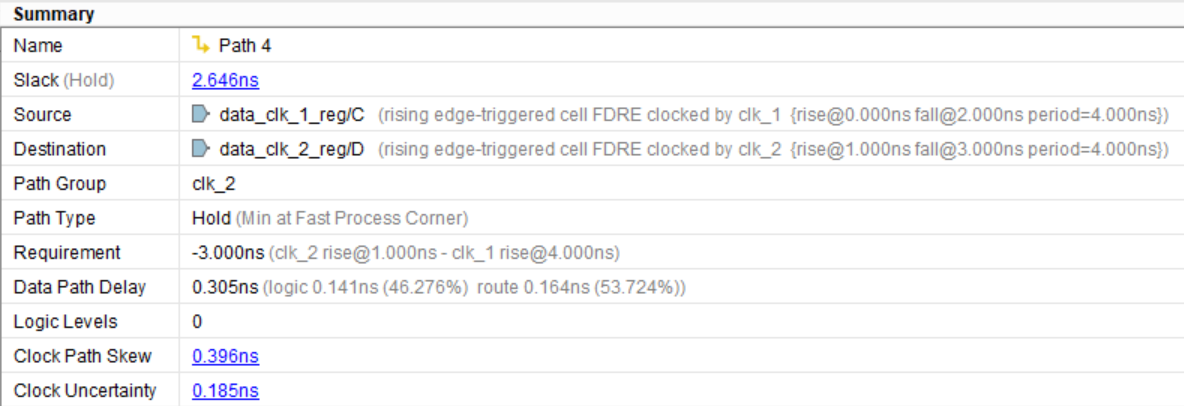 Summary
Name Path 4
Slack (Hold) 2.646ns
Source data_clk_1_reg/C (rising edge-triggered cell FDRE clocked by clk_1 {rise@0.000ns fall@2.000ns period=4.000ns})
Destination data_clk_2_reg/D (rising edge-triggered cell FDRE clocked by clk_2 {rise@1.000ns fall@3.000ns period=4.000ns})
Path Group clk_2
Path Type Hold (Min at Fast Process Corner)
Requirement -3.000ns (clk_2 rise@1.000ns - clk_1 rise@4.000ns)
Data Path Delay 0.305ns (logic 0.141ns (46.276%) route 0.164ns (53.724%))
Logic Levels 0
Clock Path Skew 0.396ns
Clock Uncertainty 0.185ns